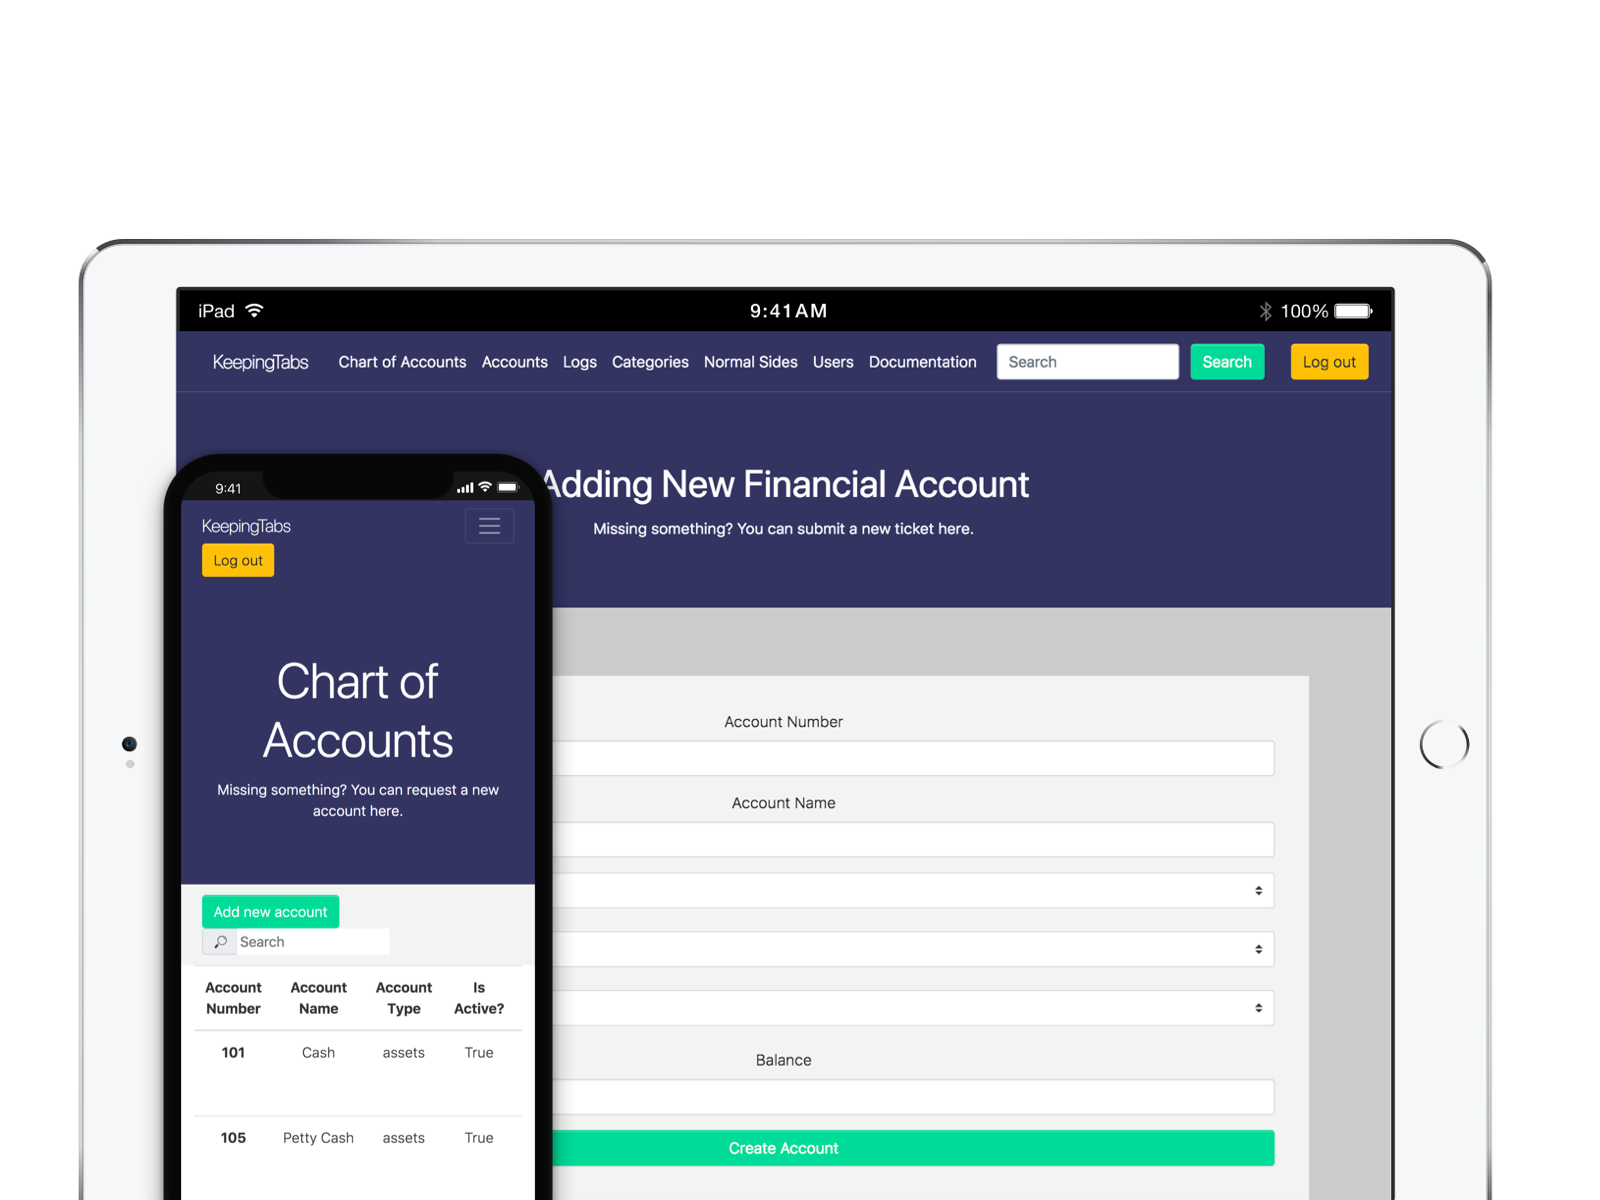 iPad 9:41 AM 100%
KeepingTabs Chart of Accounts Accounts Logs Categories Normal Sides Users Documentation Search Search Log out
Adding New Financial Account
Missing something? You can submit a new ticket here.
Account Number
Account Name
Balance
Create Account
9:41
KeepingTabs
Log out
Chart of
Accounts
Missing something? You can request a new
account here.
Add new account
Search
Account Account Account Is
Number Name Type Active?
101 Cash assets True
105 Petty Cash assets True